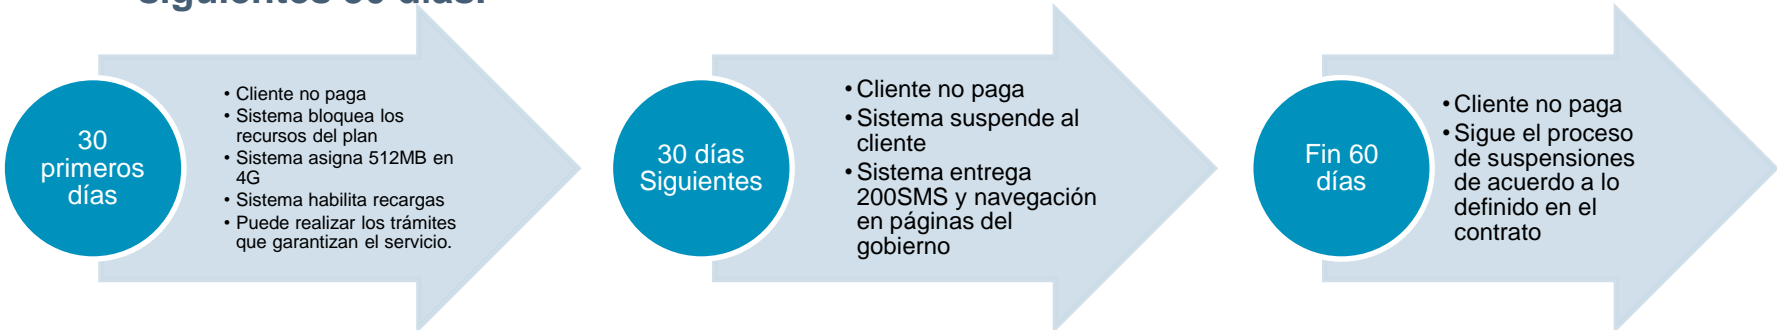 siguientes 30 días.
30
primeros
días
• Cliente no paga
• Sistema bloquea los
recursos del plan
• Sistema asigna 512MB en
4G
• Sistema habilita recargas
• Puede realizar los trámites
que garantizan el servicio.
30 días
Siguientes
• Cliente no paga
• Sistema suspende al
cliente
• Sistema entrega
200SMS y navegación
en páginas del
gobierno
Fin 60
días
• Cliente no paga
• Sigue el proceso
de suspensiones
de acuerdo a lo
definido en el
contrato